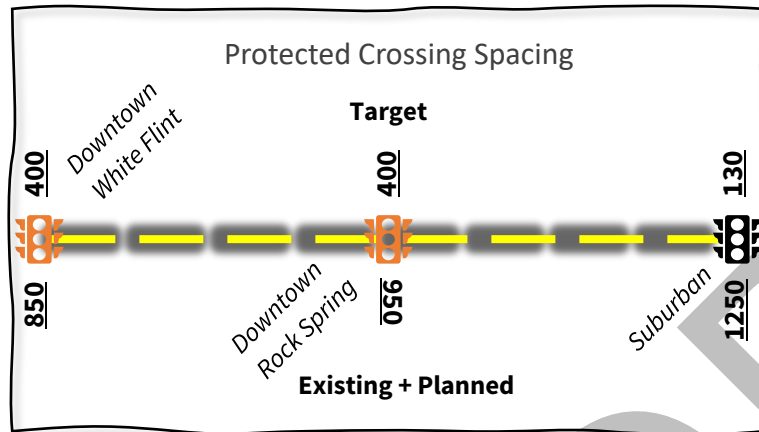 Protected Crossing Spacing
Target
Downtown
White Flint
400
400
130
850
Downtown
Rock Spring
950
Suburban
1250
Existing + Planned